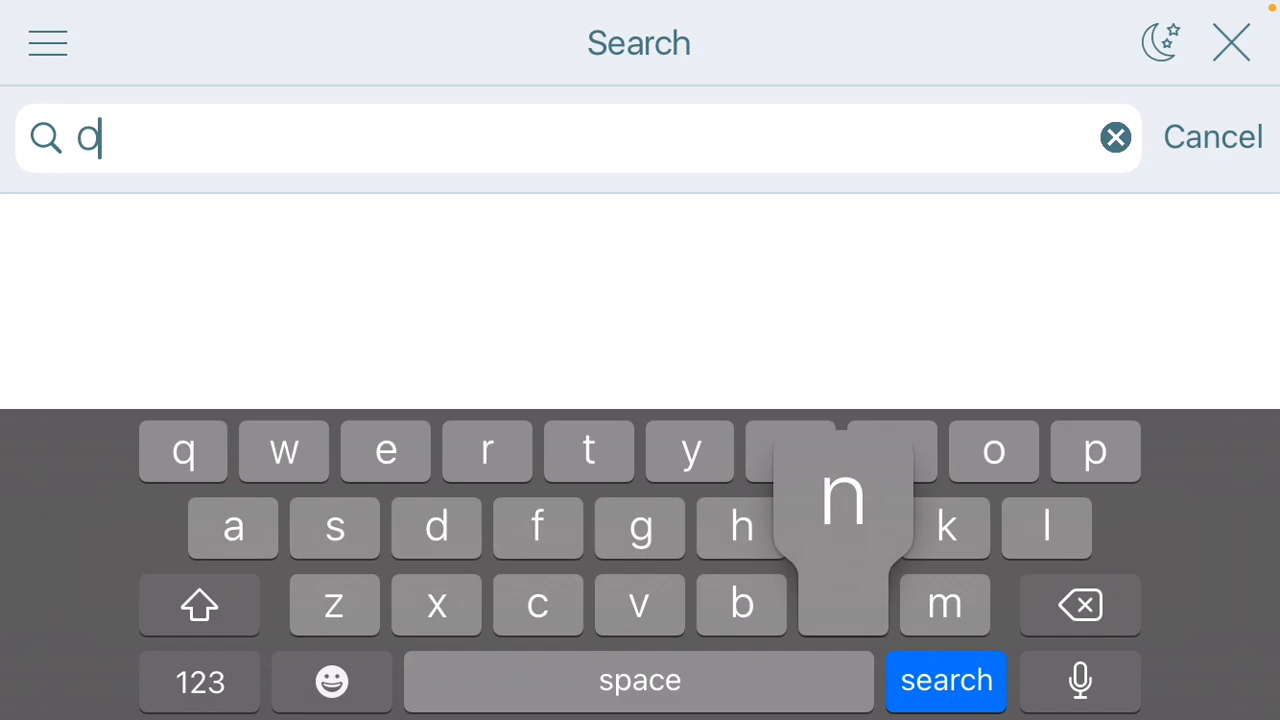 Search
O
Cancel
q w e r t y o p
a s d f g h k l
n
z x c v b m
123 space search